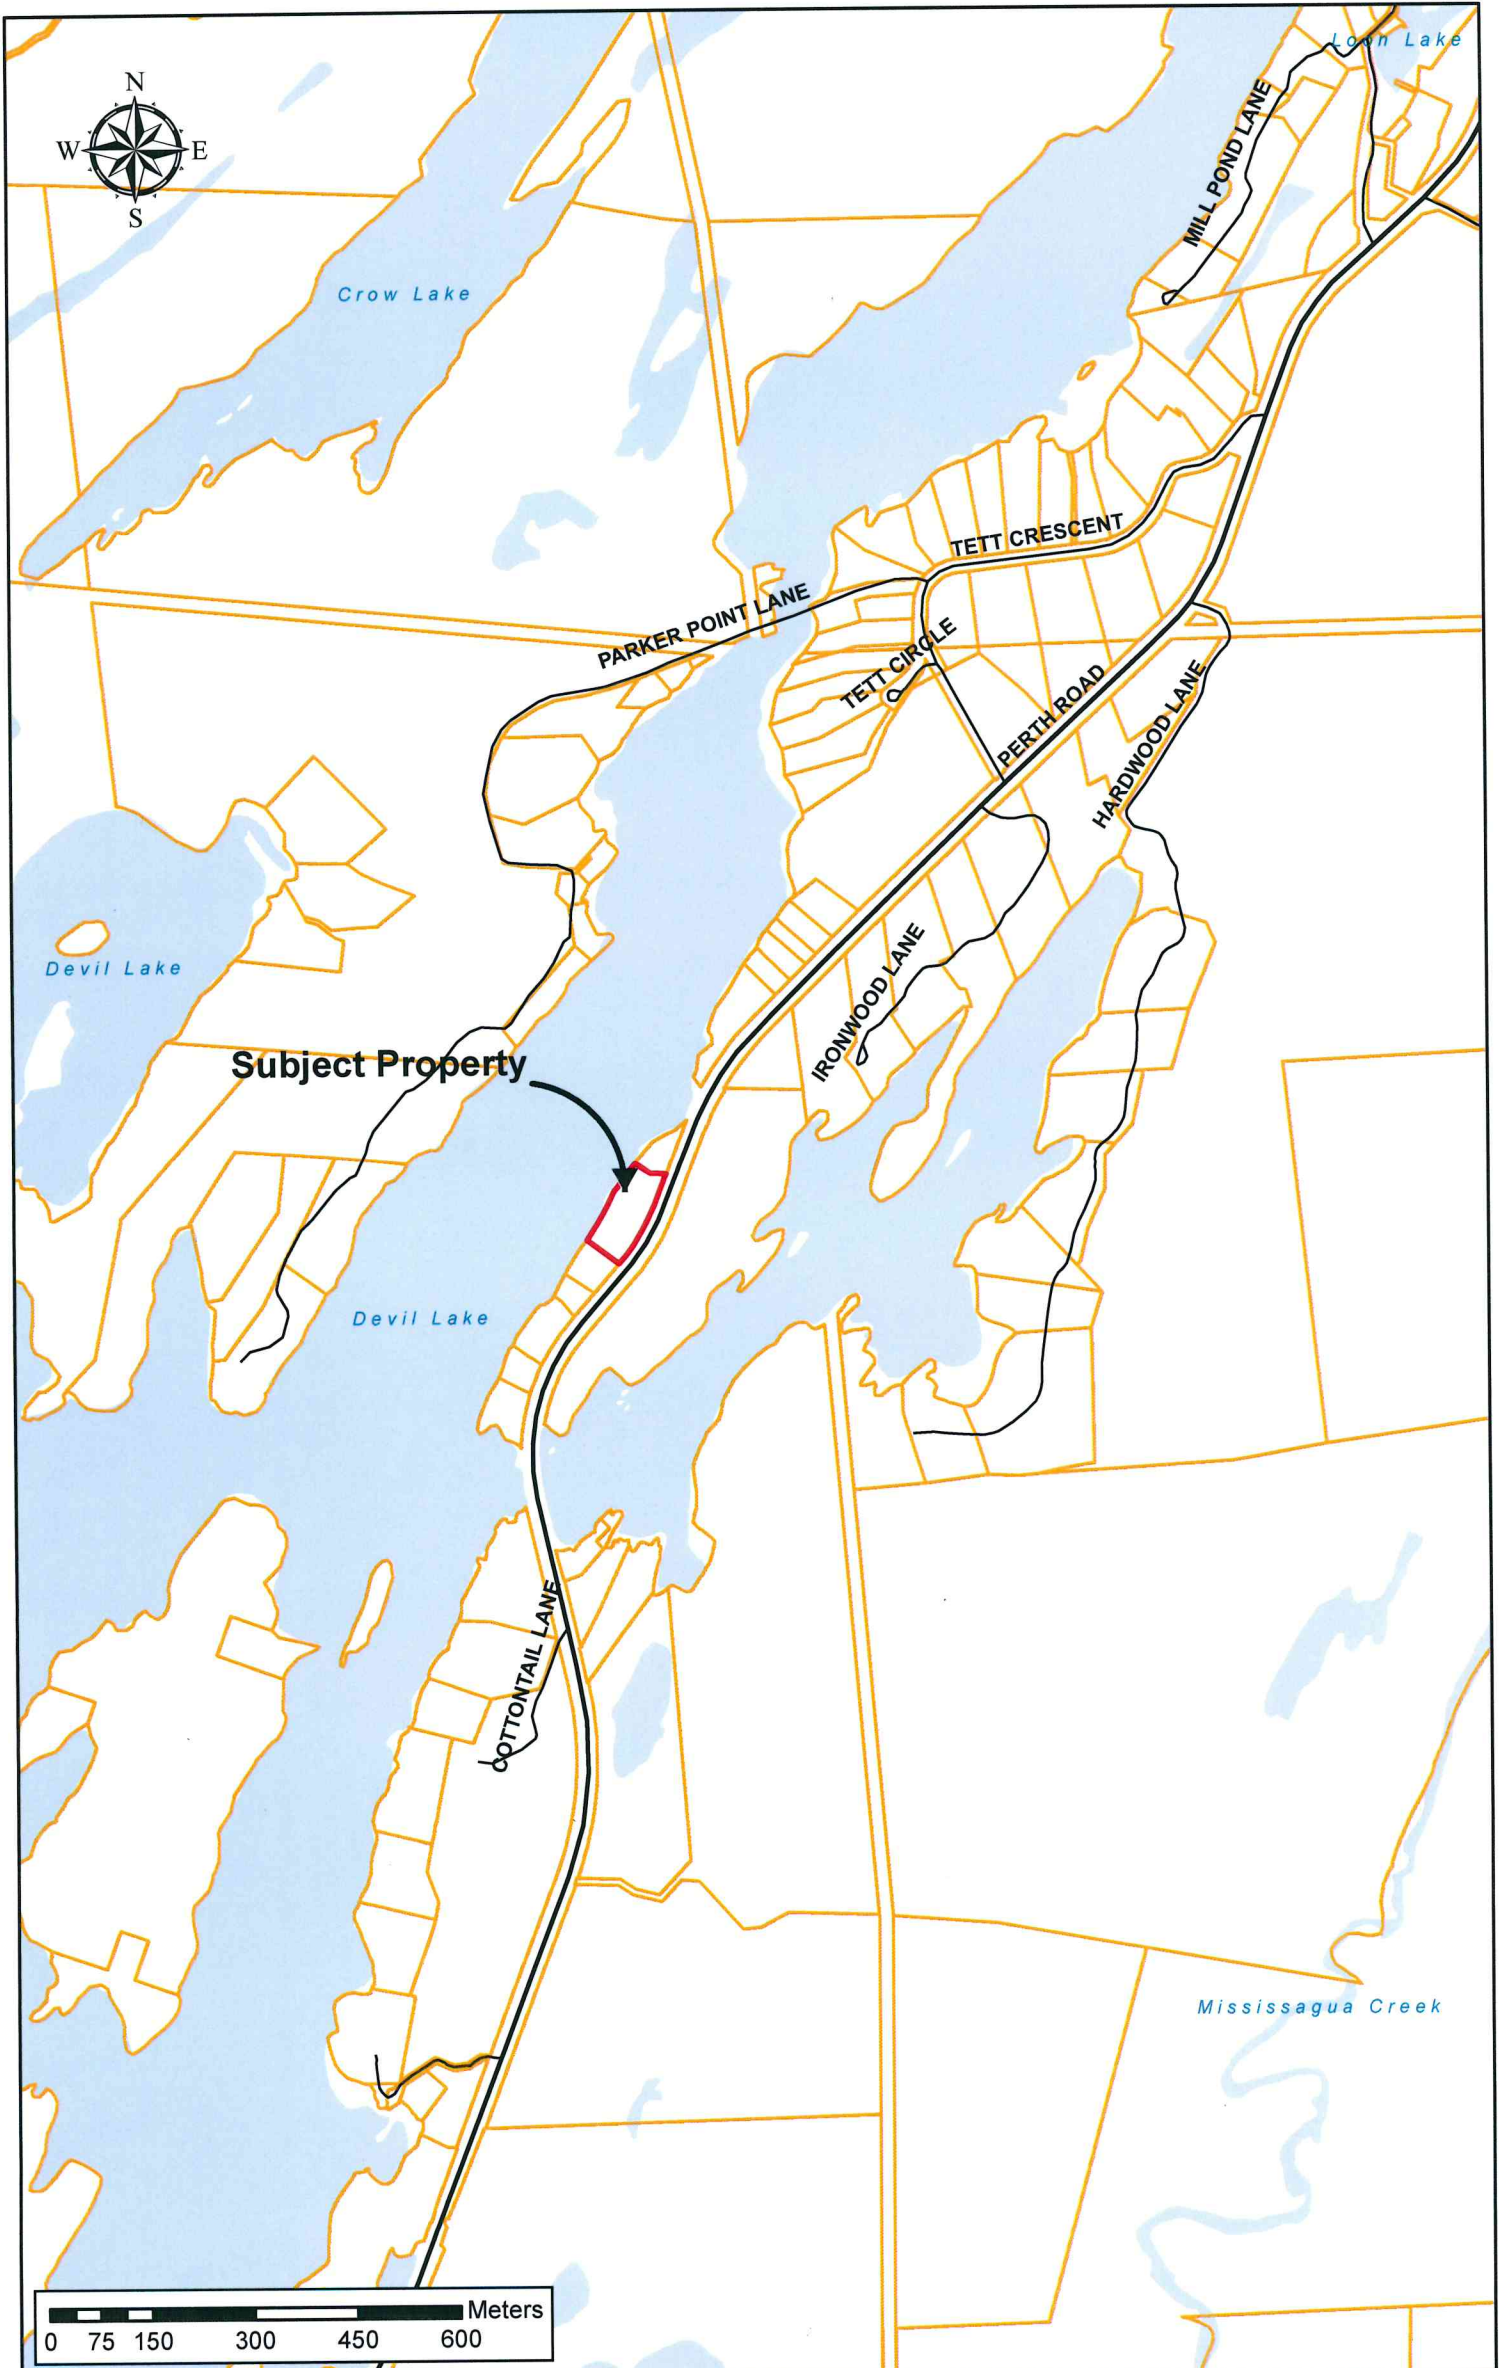 Loon Lake
N
W E
S
MILL POND LANE
Crow Lake
TETT CRESCENT
PARKER POINT LANE
TETT CIRCLE
PERTH ROAD
HARDWOOD LANE
Devil Lake
IRONWOOD LANE
Subject Property
Devil Lake
COTTONTAIL LANE
Mississagua Creek
Meters
0 75 150 300 450 600